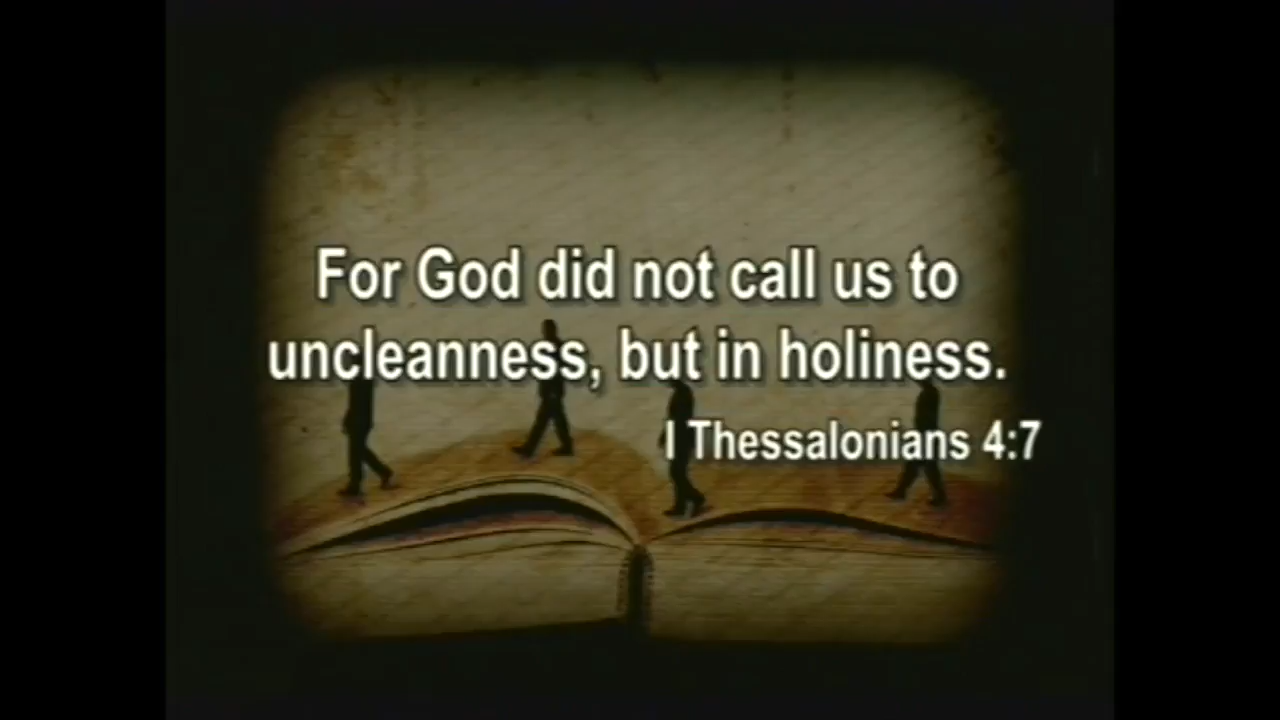 For God did not call us to
uncleanness, but in holiness.
I Thessalonians 4:7